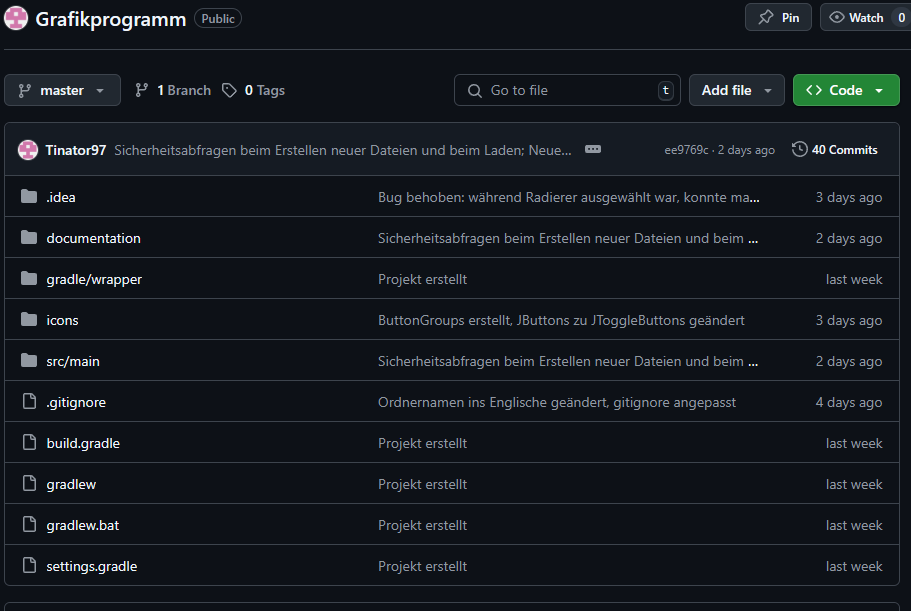 Grafikprogramm Public Pin Watch 0
master 1 Branch 0 Tags Go to file t Add file Code
Tinator97 Sicherheitsabfragen beim Erstellen neuer Dateien und beim Laden; Neue... ee9769c · 2 days ago 40 Commits
.idea Bug behoben: während Radierer ausgewählt war, konnte ma... 3 days ago
documentation Sicherheitsabfragen beim Erstellen neuer Dateien und beim ... 2 days ago
gradle/wrapper Projekt erstellt last week
icons ButtonGroups erstellt, JButtons zu JToggleButtons geändert 3 days ago
src/main Sicherheitsabfragen beim Erstellen neuer Dateien und beim ... 2 days ago
.gitignore Ordnernamen ins Englische geändert, gitignore angepasst 4 days ago
build.gradle Projekt erstellt last week
gradlew Projekt erstellt last week
gradlew.bat Projekt erstellt last week
settings.gradle Projekt erstellt last week